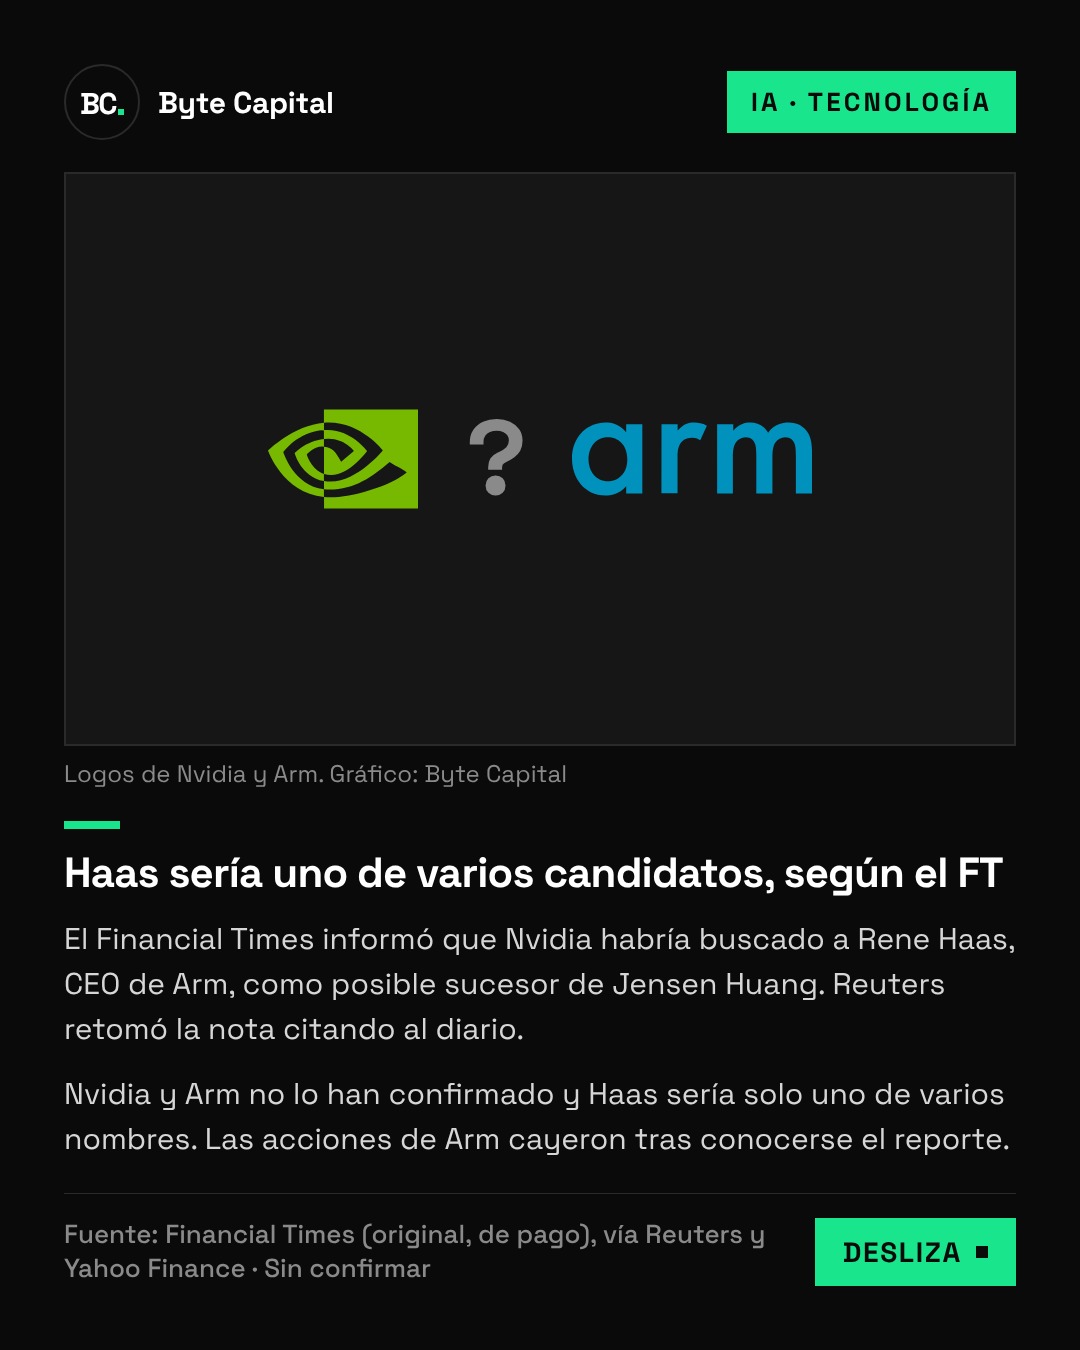 BC.
Byte Capital
IA · TECNOLOGÍA
? arm
Logos de Nvidia y Arm. Gráfico: Byte Capital
Haas sería uno de varios candidatos, según el FT
El Financial Times informó que Nvidia habría buscado a Rene Haas,
CEO de Arm, como posible sucesor de Jensen Huang. Reuters
retomó la nota citando al diario.
Nvidia y Arm no lo han confirmado y Haas sería solo uno de varios
nombres. Las acciones de Arm cayeron tras conocerse el reporte.
Fuente: Financial Times (original, de pago), vía Reuters y
Yahoo Finance · Sin confirmar
DESLIZA